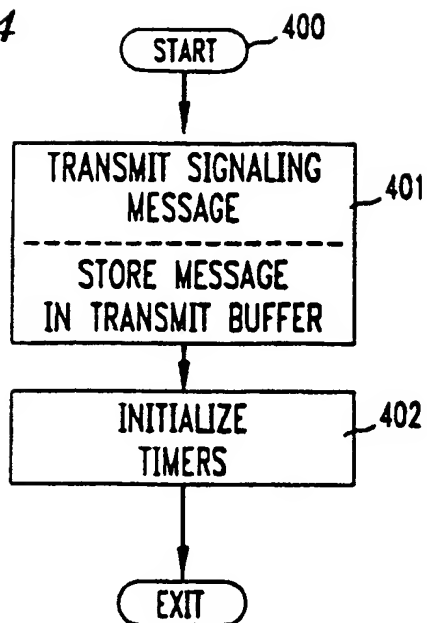 4
START
400
TRANSMIT SIGNALING
MESSAGE
401
STORE MESSAGE
IN TRANSMIT BUFFER
INITIALIZE
TIMERS
402
EXIT